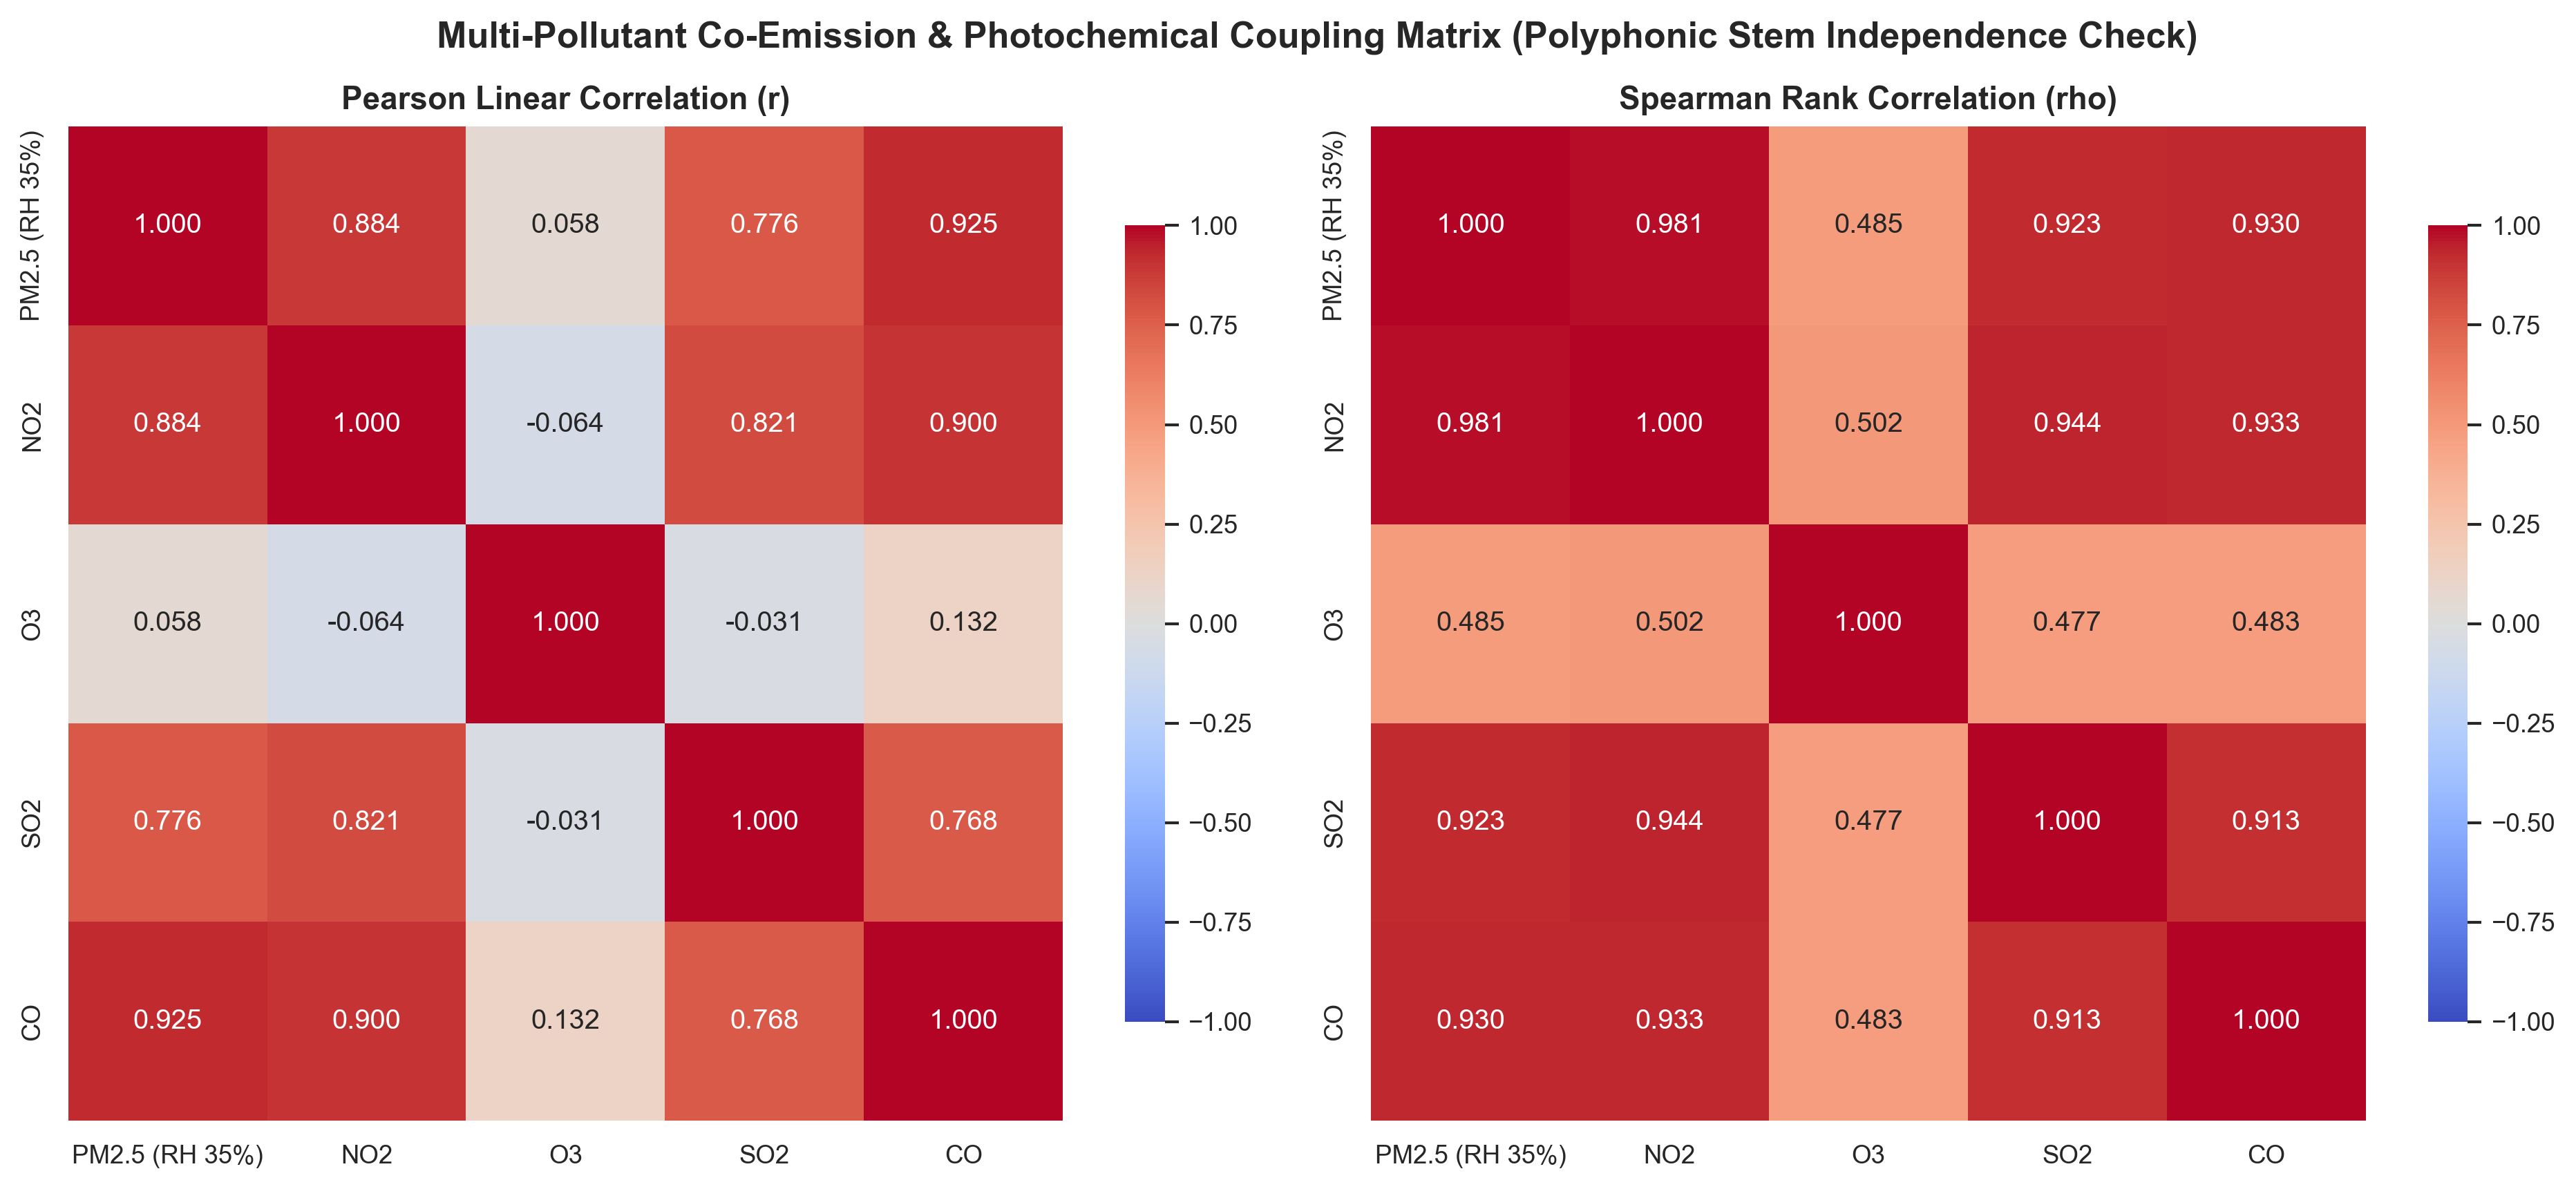 Multi-Pollutant Co-Emission & Photochemical Coupling Matrix (Polyphonic Stem Independence Check)
Pearson Linear Correlation (r)
PM2.5 (RH 35%)
1.000 0.884 0.058 0.776 0.925
NO2
0.884 1.000 -0.064 0.821 0.900
O3
0.058 -0.064 1.000 -0.031 0.132
SO2
0.776 0.821 -0.031 1.000 0.768
CO
0.925 0.900 0.132 0.768 1.000
PM2.5 (RH 35%) NO2 O3 SO2 CO
1.00
0.75
0.50
0.25
0.00
−0.25
−0.50
−0.75
−1.00
Spearman Rank Correlation (rho)
PM2.5 (RH 35%)
1.000 0.981 0.485 0.923 0.930
NO2
0.981 1.000 0.502 0.944 0.933
O3
0.485 0.502 1.000 0.477 0.483
SO2
0.923 0.944 0.477 1.000 0.913
CO
0.930 0.933 0.483 0.913 1.000
PM2.5 (RH 35%) NO2 O3 SO2 CO
1.00
0.75
0.50
0.25
0.00
−0.25
−0.50
−0.75
−1.00